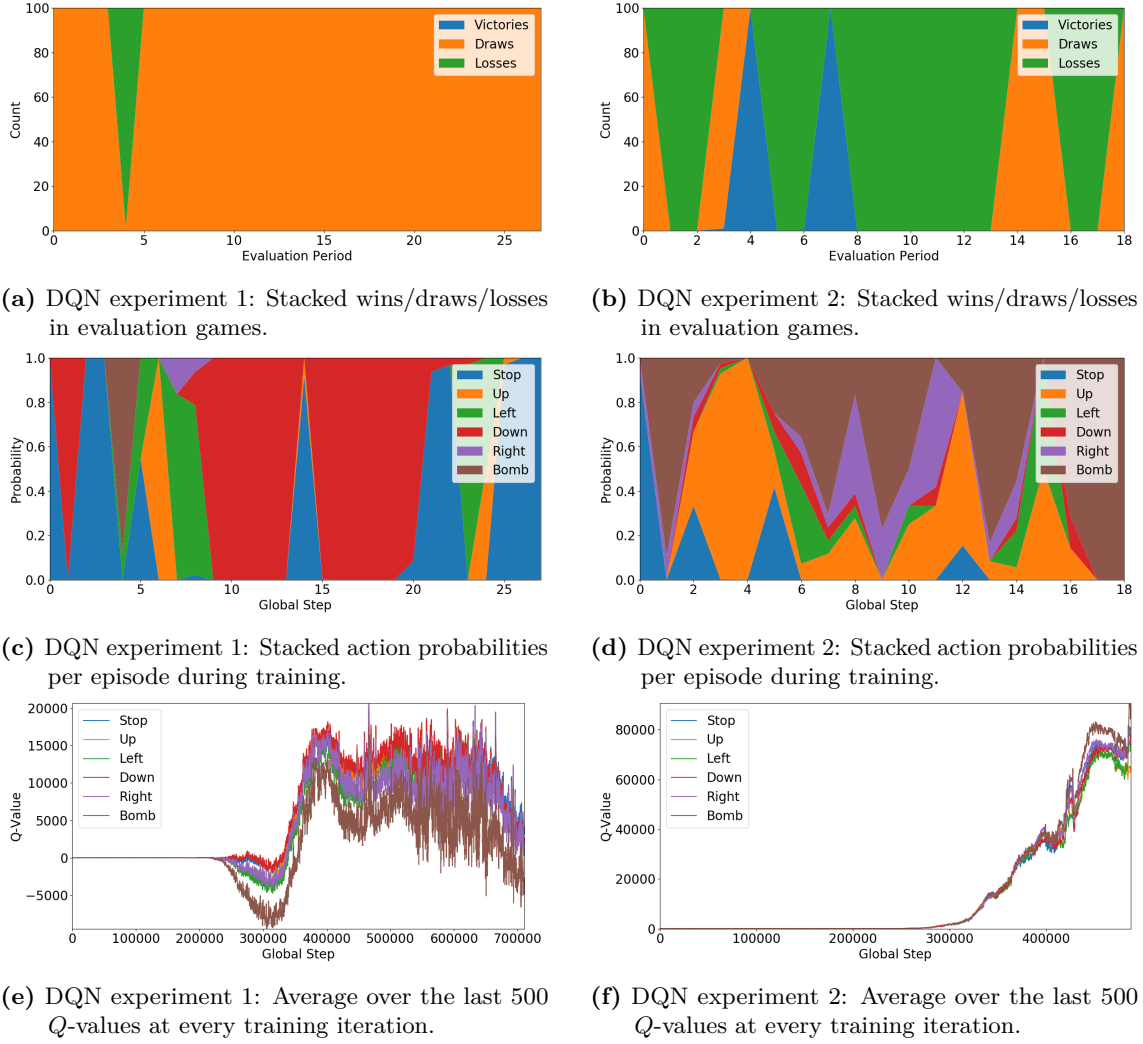 100
80
60
40
20
0
Count
Victories
Draws
Losses
0 5 10 15 20 25
Evaluation Period
(a) DQN experiment 1: Stacked wins/draws/losses
in evaluation games.
100
80
60
40
20
0
Count
Victories
Draws
Losses
0 2 4 6 8 10 12 14 16 18
Evaluation Period
(b) DQN experiment 2: Stacked wins/draws/losses
in evaluation games.
1.0
0.8
0.6
0.4
0.2
0.0
Probability
Stop
Up
Left
Down
Right
Bomb
0 5 10 15 20 25
Global Step
(c) DQN experiment 1: Stacked action probabilities
per episode during training.
1.0
0.8
0.6
0.4
0.2
0.0
Probability
Stop
Up
Left
Down
Right
Bomb
0 2 4 6 8 10 12 14 16 18
Global Step
(d) DQN experiment 2: Stacked action probabilities
per episode during training.
20000
15000
10000
5000
0
−5000
Q-Value
Stop
Up
Left
Down
Right
Bomb
0 100000 200000 300000 400000 500000 600000 700000
Global Step
(e) DQN experiment 1: Average over the last 500
Q-values at every training iteration.
80000
60000
40000
20000
0
Q-Value
Stop
Up
Left
Down
Right
Bomb
0 100000 200000 300000 400000
Global Step
(f) DQN experiment 2: Average over the last 500
Q-values at every training iteration.